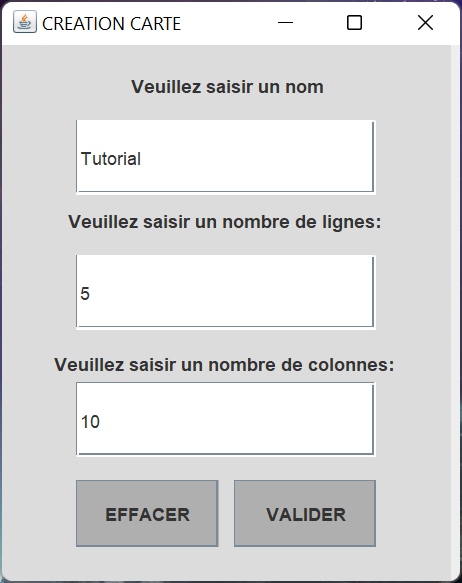 CREATION CARTE
Veuillez saisir un nom
Tutorial
Veuillez saisir un nombre de lignes:
5
Veuillez saisir un nombre de colonnes:
10
EFFACER VALIDER